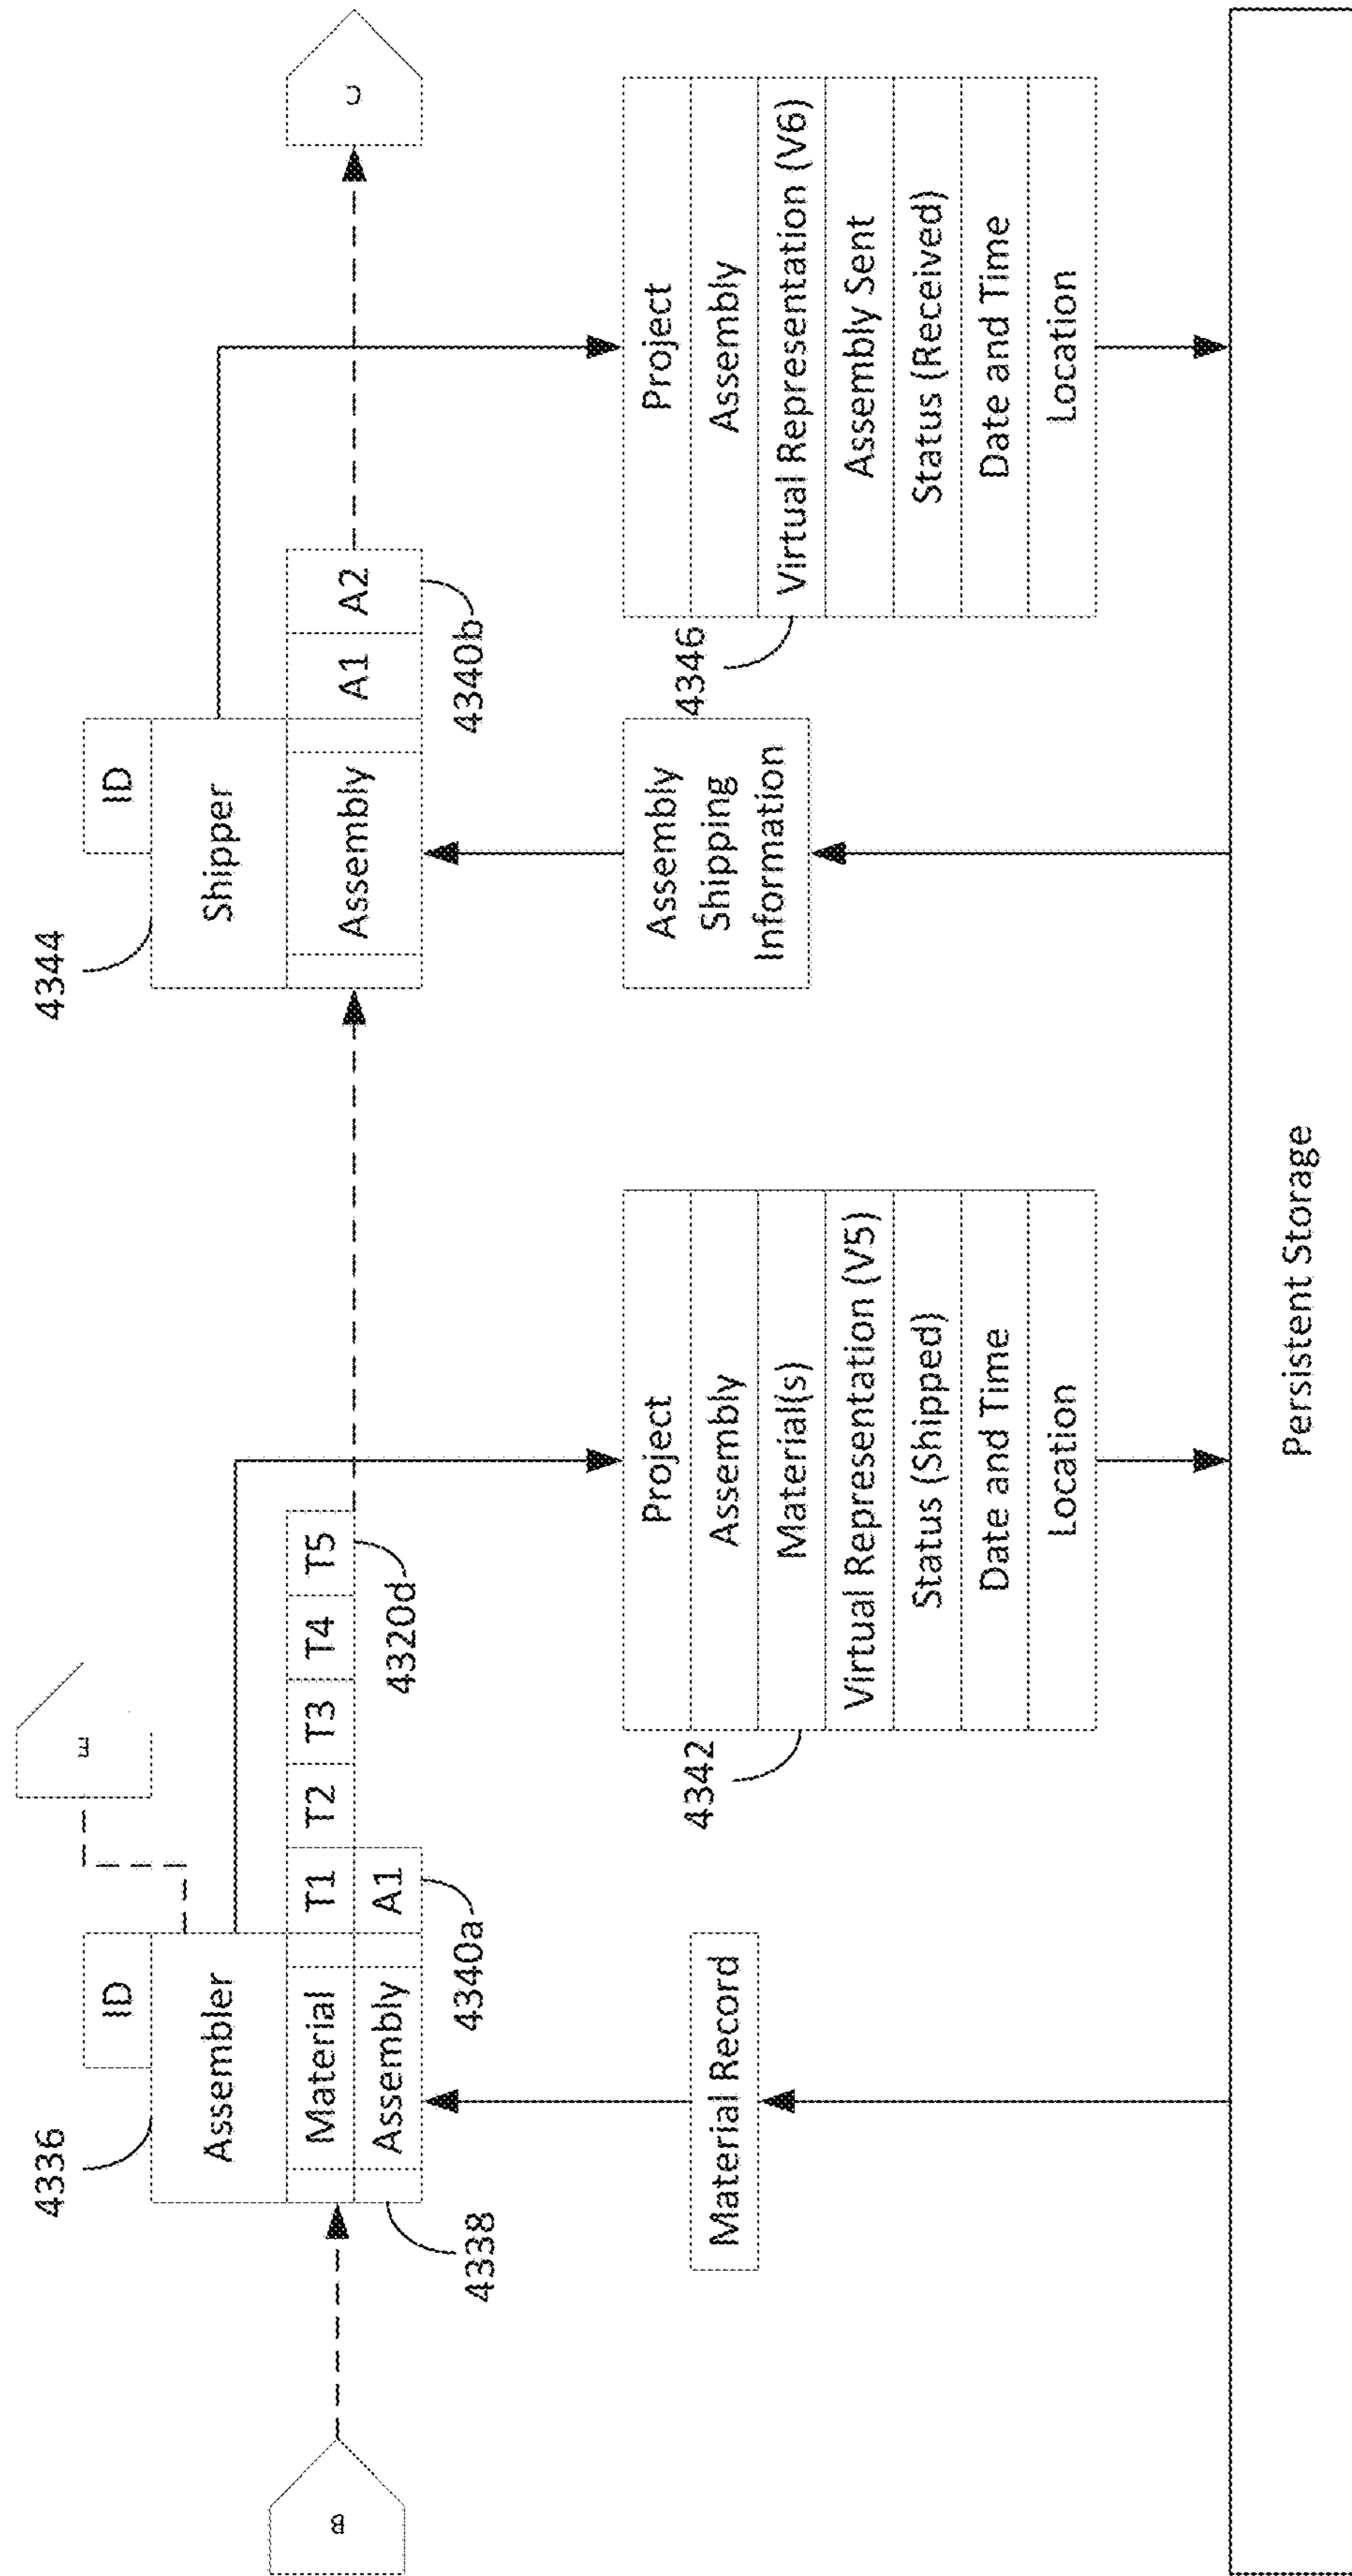 B
4336
ID
Assembler
Material
Assembly
4338
T1
T2
T3
T4
T5
A1
4340a
4320d
E
Material Record
4342
Project
Assembly
Material(s)
Virtual Representation (V5)
Status (Shipped)
Date and Time
Location
4344
ID
Shipper
Assembly
A1
A2
4340b
C
Assembly
Shipping
Information
4346
Project
Assembly
Virtual Representation (V6)
Assembly Sent
Status (Received)
Date and Time
Location
Persistent Storage